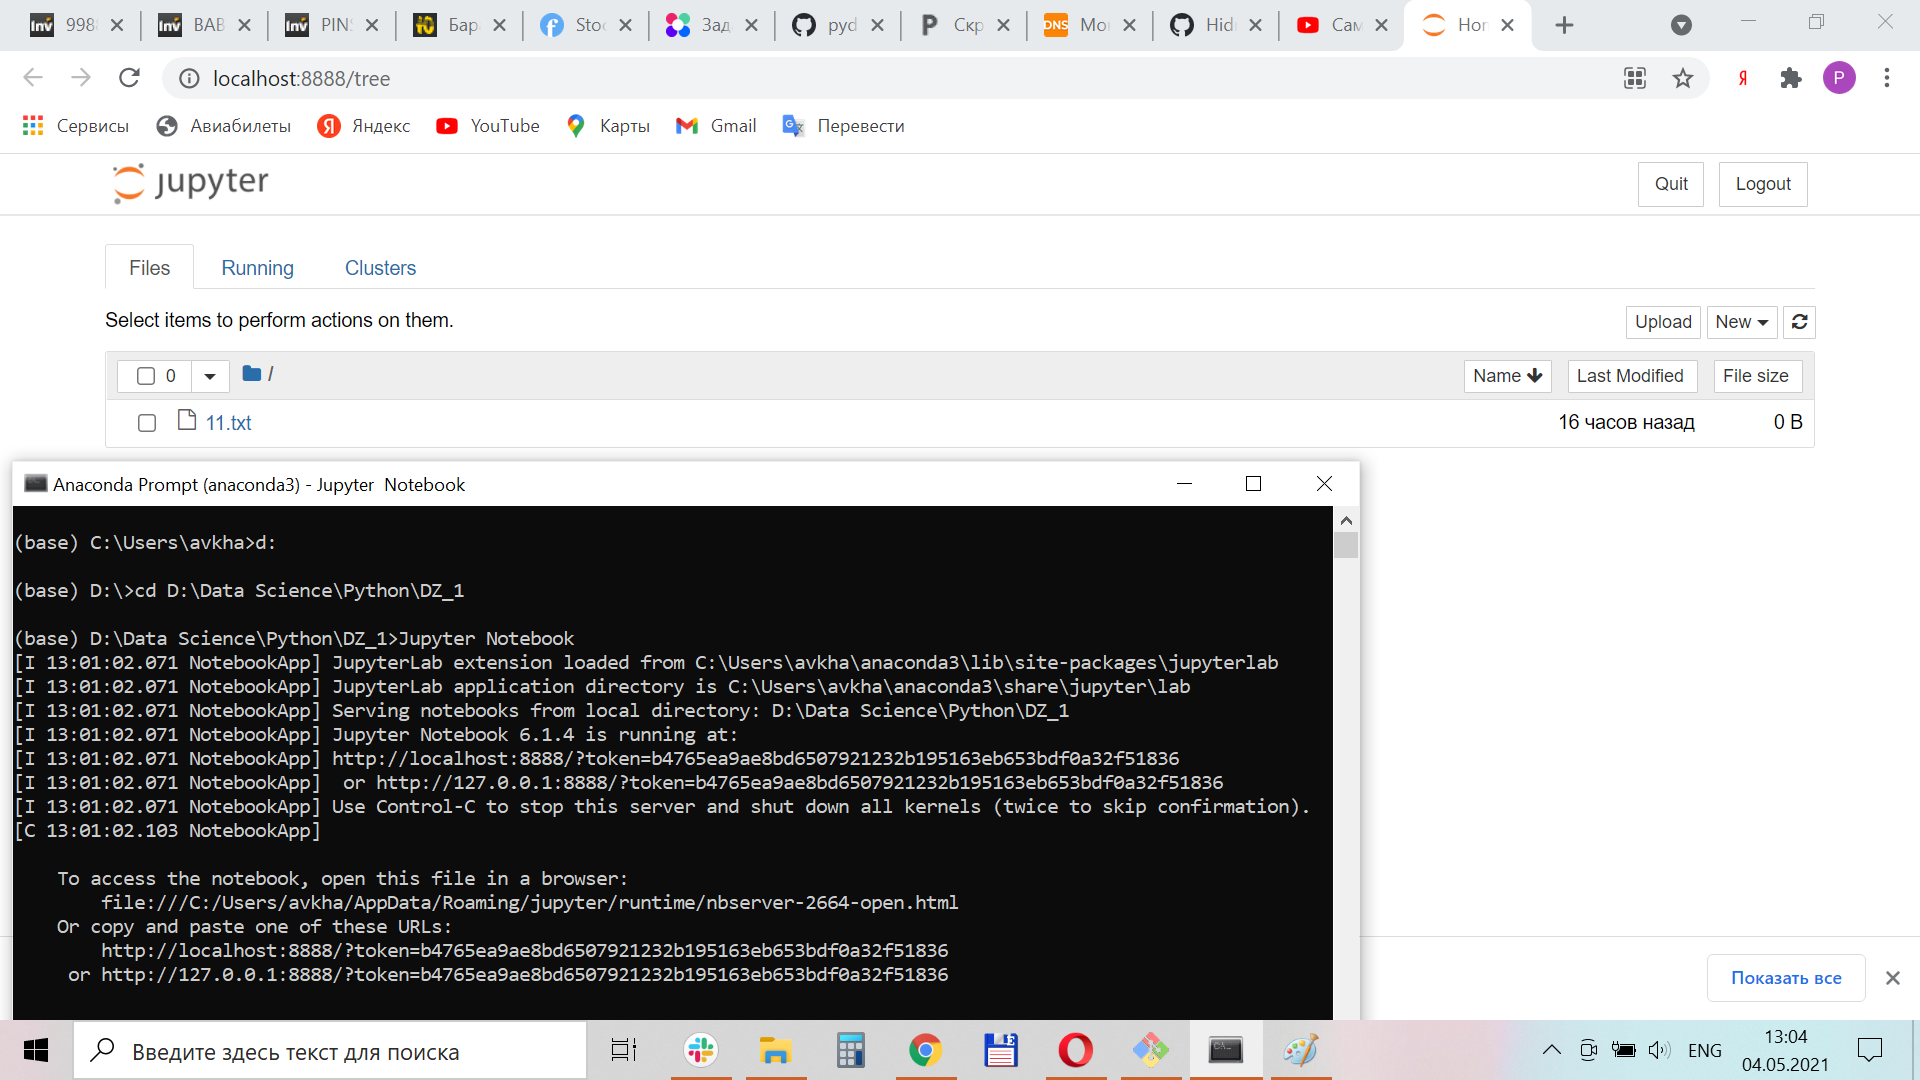 998 BAB PINS Бар Stoc Зад pyd Скр DNS Мо Hid Сам Hor
localhost:8888/tree Я P
Сервисы Авиабилеты Яндекс YouTube Карты Gmail Перевести
jupyter Quit Logout
Files Running Clusters
Select items to perform actions on them. Upload New
0 / Name Last Modified File size
11.txt 16 часов назад 0 B
Anaconda Prompt (anaconda3) - Jupyter  Notebook
(base) C:\Users\avkha>d:
(base) D:\>cd D:\Data Science\Python\DZ_1
(base) D:\Data Science\Python\DZ_1>Jupyter Notebook
[I 13:01:02.071 NotebookApp] JupyterLab extension loaded from C:\Users\avkha\anaconda3\lib\site-packages\jupyterlab
[I 13:01:02.071 NotebookApp] JupyterLab application directory is C:\Users\avkha\anaconda3\share\jupyter\lab
[I 13:01:02.071 NotebookApp] Serving notebooks from local directory: D:\Data Science\Python\DZ_1
[I 13:01:02.071 NotebookApp] Jupyter Notebook 6.1.4 is running at:
[I 13:01:02.071 NotebookApp] http://localhost:8888/?token=b4765ea9ae8bd6507921232b195163eb653bdf0a32f51836
[I 13:01:02.071 NotebookApp]  or http://127.0.0.1:8888/?token=b4765ea9ae8bd6507921232b195163eb653bdf0a32f51836
[I 13:01:02.071 NotebookApp] Use Control-C to stop this server and shut down all kernels (twice to skip confirmation).
[C 13:01:02.103 NotebookApp]
To access the notebook, open this file in a browser:
file:///C:/Users/avkha/AppData/Roaming/jupyter/runtime/nbserver-2664-open.html
Or copy and paste one of these URLs:
http://localhost:8888/?token=b4765ea9ae8bd6507921232b195163eb653bdf0a32f51836
or http://127.0.0.1:8888/?token=b4765ea9ae8bd6507921232b195163eb653bdf0a32f51836
Показать все
Введите здесь текст для поиска ENG 13:04
04.05.2021